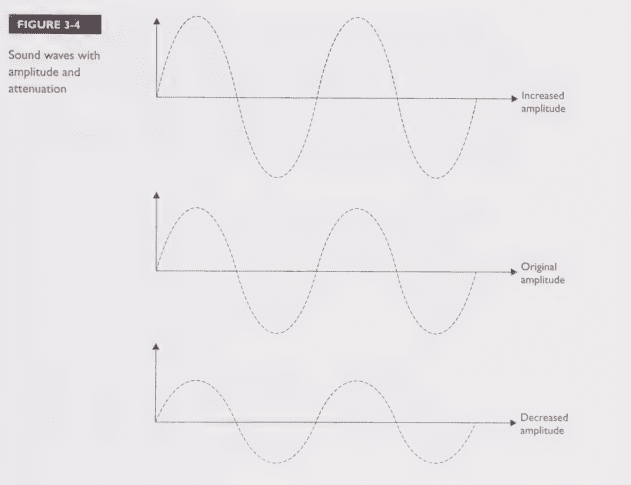 FIGURE 3-4
Sound waves with
amplitude and
attenuation
Increased
amplitude
Original
amplitude
Decreased
amplitude